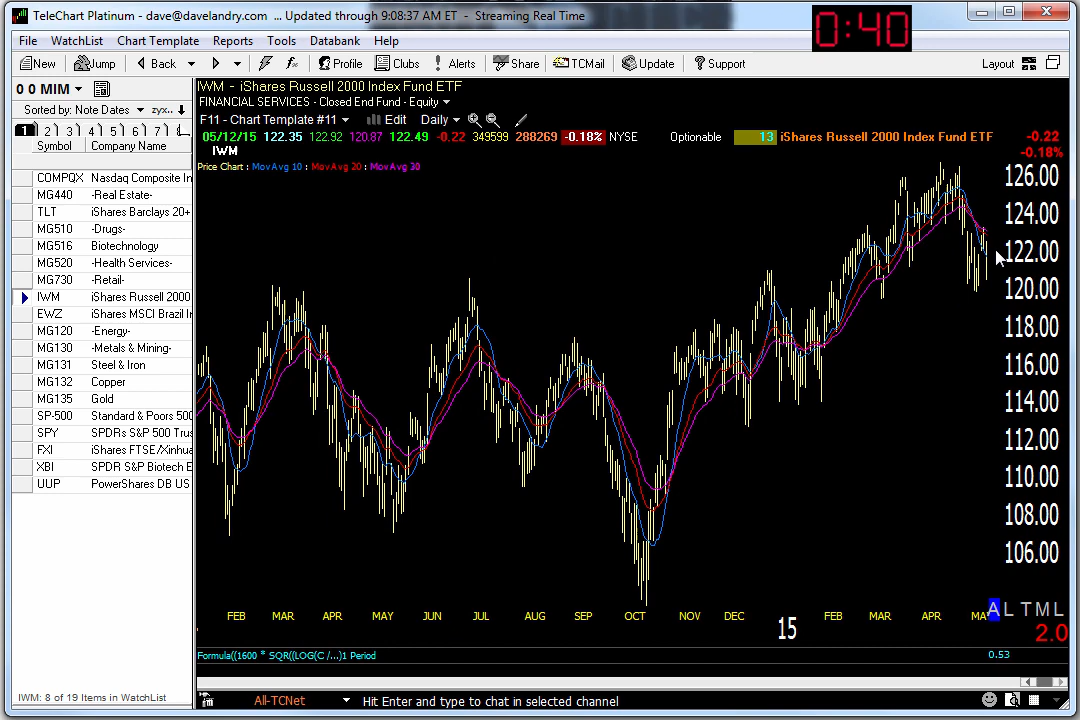 TeleChart Platinum - dave@davelandry.com ... Updated through 9:08:37 AM ET - Streaming Real Time
0:40
File WatchList Chart Template Reports Tools Databank Help
New Jump Back Profile Clubs Alerts Share TCMail Update Support Layout
0 0 MIM
Sorted by: Note Dates zyx..
1 2 3 4 5 6 7
Symbol Company Name
COMPQX Nasdaq Composite In
MG440 -Real Estate-
TLT iShares Barclays 20+
MG510 -Drugs-
MG516 Biotechnology
MG520 -Health Services-
MG730 -Retail-
IWM iShares Russell 2000
EWZ iShares MSCI Brazil In
MG120 -Energy-
MG130 -Metals & Mining-
MG131 Steel & Iron
MG132 Copper
MG135 Gold
SP-500 Standard & Poors 500
SPY SPDRs S&P 500 Trus
FXI iShares FTSE/Xinhua
XBI SPDR S&P Biotech E
UUP PowerShares DB US
IWM: 8 of 19 Items in WatchList
IWM - iShares Russell 2000 Index Fund ETF
FINANCIAL SERVICES - Closed End Fund - Equity
F11 - Chart Template #11 Edit Daily
05/12/15 122.35 122.92 120.87 122.49 -0.22 349599 288269 -0.18% NYSE Optionable 13 iShares Russell 2000 Index Fund ETF -0.22
IWM -0.18%
Price Chart : MovAvg 10 : MovAvg 20 : MovAvg 30
126.00
124.00
122.00
120.00
118.00
116.00
114.00
112.00
110.00
108.00
106.00
FEB MAR APR MAY JUN JUL AUG SEP OCT NOV DEC 15 FEB MAR APR MA
A L T M L
2.0
Formula((1600 * SQR((LOG(C /...)1 Period 0.53
All-TCNet Hit Enter and type to chat in selected channel